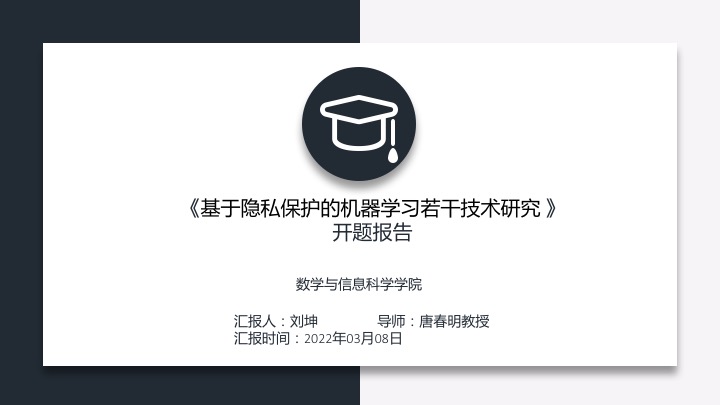 《基于隐私保护的机器学习若干技术研究 》
开题报告
数学与信息科学学院
汇报人：刘坤 导师：唐春明教授
汇报时间：2022年03月08日